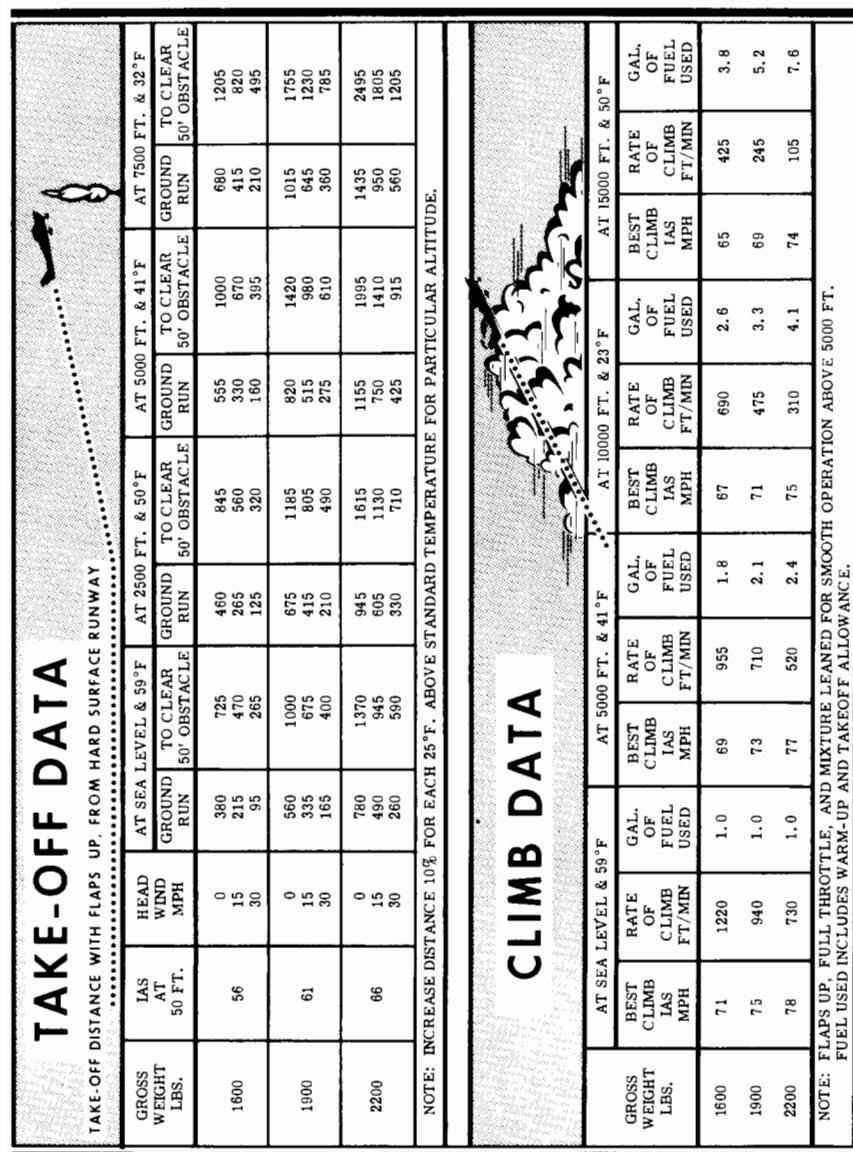 TAKE-OFF DATA
TAKE-OFF DISTANCE WITH FLAPS UP, FROM HARD SURFACE RUNWAY
GROSS WEIGHT LBS. IAS AT 50 FT. HEAD WIND MPH AT SEA LEVEL & 59°F AT 2500 FT. & 50°F AT 5000 FT. & 41°F AT 7500 FT. & 32°F
GROUND RUN TO CLEAR 50' OBSTACLE GROUND RUN TO CLEAR 50' OBSTACLE GROUND RUN TO CLEAR 50' OBSTACLE GROUND RUN TO CLEAR 50' OBSTACLE
0 380 725 460 845 555 1000 680 1205
1600 56 15 215 470 265 560 330 670 415 820
30 95 265 125 320 160 395 210 495
0 560 1000 675 1185 820 1420 1015 1755
1900 61 15 335 675 415 805 515 980 645 1230
30 165 400 210 490 275 610 360 785
0 780 1370 945 1615 1155 1995 1435 2495
2200 66 15 490 945 605 1130 750 1410 950 1805
30 260 590 330 710 425 915 560 1205
NOTE: INCREASE DISTANCE 10% FOR EACH 25°F. ABOVE STANDARD TEMPERATURE FOR PARTICULAR ALTITUDE.
CLIMB DATA
GROSS WEIGHT LBS. AT SEA LEVEL & 59°F AT 5000 FT. & 41°F AT 10000 FT. & 23°F AT 15000 FT. & 50°F
BEST CLIMB IAS MPH RATE OF CLIMB FT/MIN GAL. OF FUEL USED BEST CLIMB IAS MPH RATE OF CLIMB FT/MIN GAL. OF FUEL USED BEST CLIMB IAS MPH RATE OF CLIMB FT/MIN GAL. OF FUEL USED BEST CLIMB IAS MPH RATE OF CLIMB FT/MIN GAL. OF FUEL USED
1600 71 1220 1.0 69 955 1.8 67 690 2.6 65 425 3.8
1900 75 940 1.0 73 710 2.1 71 475 3.3 69 245 5.2
2200 78 730 1.0 77 520 2.4 75 310 4.1 74 105 7.6
NOTE: FLAPS UP, FULL THROTTLE, AND MIXTURE LEANED FOR SMOOTH OPERATION ABOVE 5000 FT.
FUEL USED INCLUDES WARM-UP AND TAKEOFF ALLOWANCE.